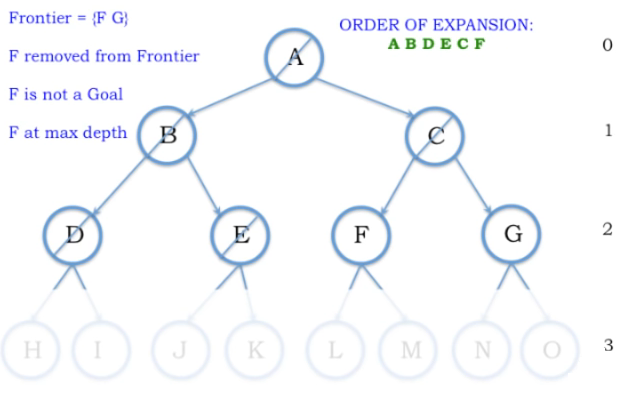 Frontier = {F G}
ORDER OF EXPANSION:
A B D E C F
0
F removed from Frontier
A
F is not a Goal
F at max depth
B
C
1
D
E
F
G
2
H
I
J
K
L
M
N
O
3